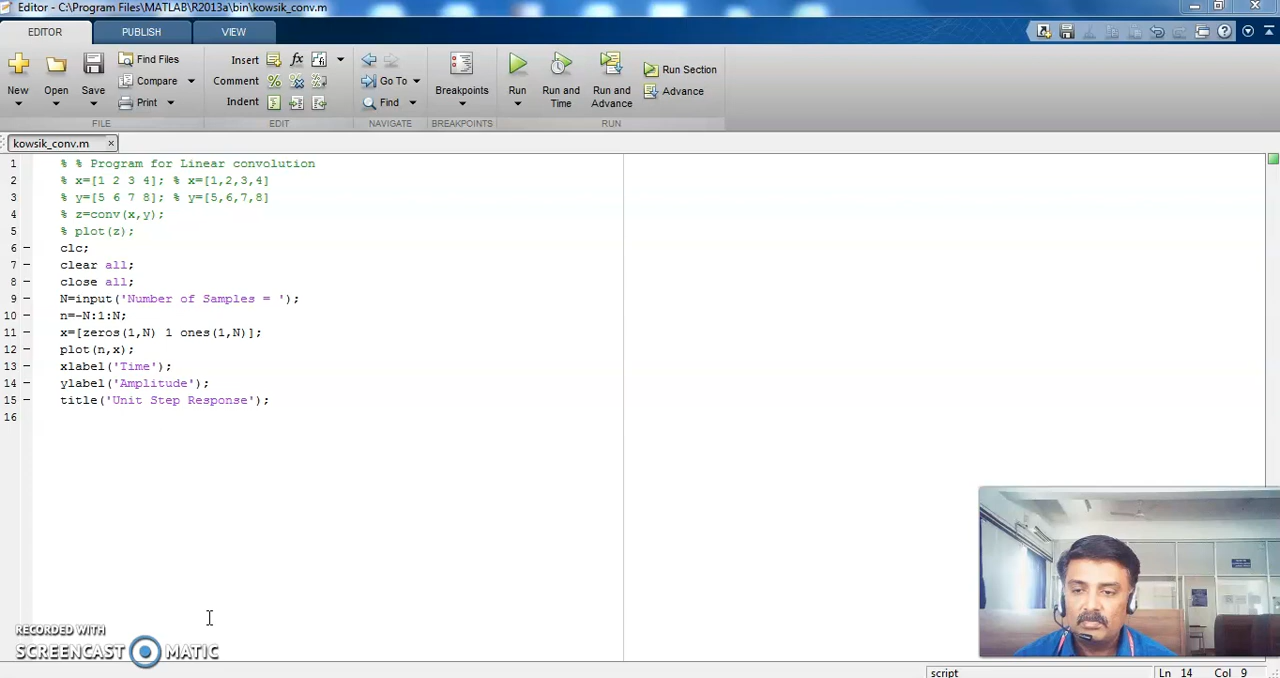 Editor - C:\Program Files\MATLAB\R2013a\bin\kowsik_conv.m
EDITOR PUBLISH VIEW
New Open Save Find Files Compare Print
Insert fx Comment % Indent
Go To Find
Breakpoints
Run Run and Time Run and Advance Run Section Advance
FILE EDIT NAVIGATE BREAKPOINTS RUN
kowsik_conv.m ×
1 % % Program for Linear convolution
2 % x=[1 2 3 4]; % x=[1,2,3,4]
3 % y=[5 6 7 8]; % y=[5,6,7,8]
4 % z=conv(x,y);
5 % plot(z);
6 – clc;
7 – clear all;
8 – close all;
9 – N=input('Number of Samples = ');
10 – n=-N:1:N;
11 – x=[zeros(1,N) 1 ones(1,N)];
12 – plot(n,x);
13 – xlabel('Time');
14 – ylabel('Amplitude');
15 – title('Unit Step Response');
16
RECORDED WITH
SCREENCAST MATIC
script Ln 14 Col 9